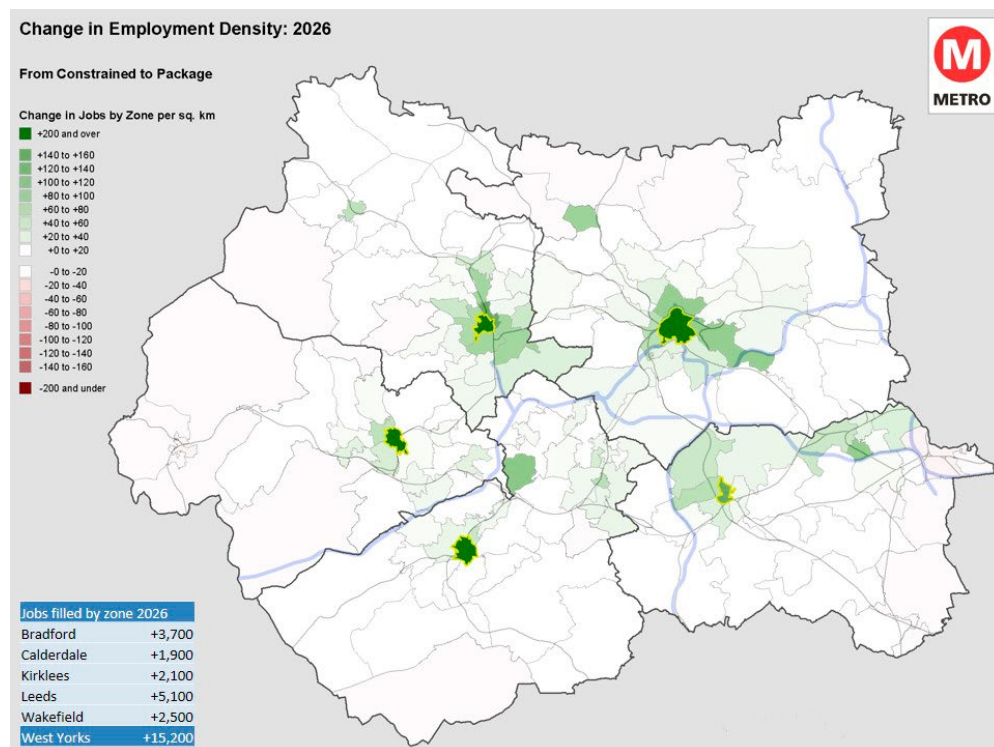 Change in Employment Density: 2026
From Constrained to Package
Change in Jobs by Zone per sq. km
+200 and over
+140 to +160
+120 to +140
+100 to +120
+80 to +100
+60 to +80
+40 to +60
+20 to +40
+0 to +20
-0 to -20
-20 to -40
-40 to -60
-60 to -80
-80 to -100
-100 to -120
-120 to -140
-140 to -160
-200 and under
M
METRO
Jobs filled by zone 2026
Bradford +3,700
Calderdale +1,900
Kirklees +2,100
Leeds +5,100
Wakefield +2,500
West Yorks +15,200